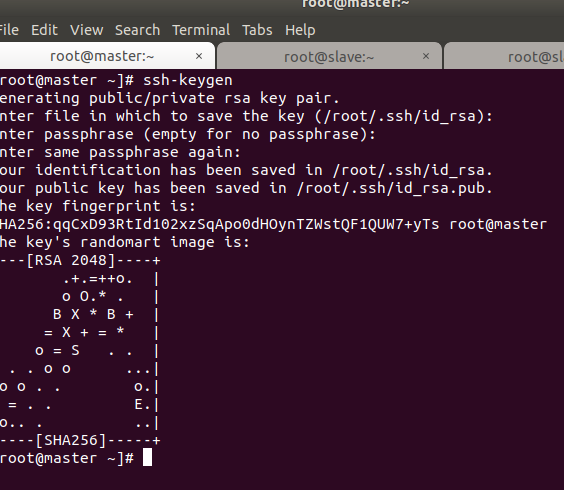 root@master:~
File Edit View Search Terminal Tabs Help
root@master:~ × root@slave:~ × root@sl
root@master ~]# ssh-keygen
enerating public/private rsa key pair.
nter file in which to save the key (/root/.ssh/id_rsa):
nter passphrase (empty for no passphrase):
nter same passphrase again:
our identification has been saved in /root/.ssh/id_rsa.
our public key has been saved in /root/.ssh/id_rsa.pub.
he key fingerprint is:
HA256:qqCxD93RtId102xzSqApo0dHOynTZWstQF1QUW7+yTs root@master
he key's randomart image is:
---[RSA 2048]----+
       .+.=++o.  |
       o O.* .   |
      B X * B +  |
     = X + = *   |
    o = S   . .  |
 . . o o      ...|
o o . .        o.|
 = . .         E.|
o.. .          ..|
----[SHA256]-----+
root@master ~]#